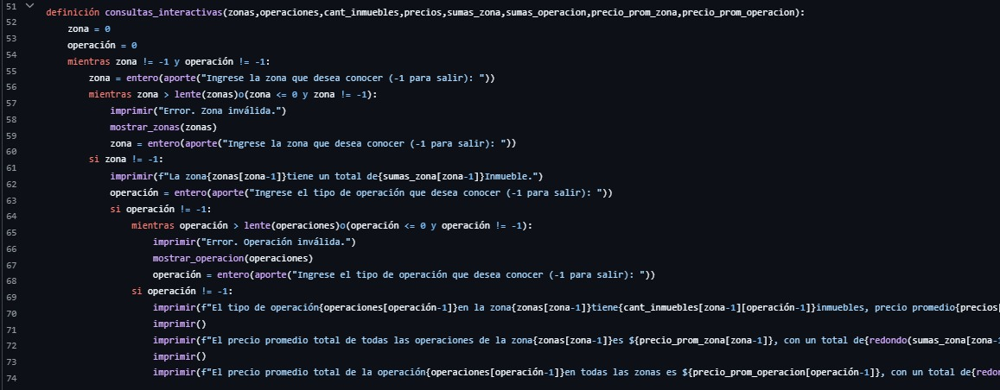 51 definición consultas_interactivas(zonas,operaciones,cant_inmuebles,precios,sumas_zona,sumas_operacion,precio_prom_zona,precio_prom_operacion):
52 zona = 0
53 operación = 0
54 mientras zona != -1 y operación != -1:
55 zona = entero(aporte("Ingrese la zona que desea conocer (-1 para salir): "))
56 mientras zona > lente(zonas)o(zona <= 0 y zona != -1):
57 imprimir("Error. Zona inválida.")
58 mostrar_zonas(zonas)
59 zona = entero(aporte("Ingrese la zona que desea conocer (-1 para salir): "))
60 si zona != -1:
61 imprimir(f"La zona{zonas[zona-1]}tiene un total de{sumas_zona[zona-1]}Inmueble.")
62 operación = entero(aporte("Ingrese el tipo de operación que desea conocer (-1 para salir): "))
63 si operación != -1:
64 mientras operación > lente(operaciones)o(operación <= 0 y operación != -1):
65 imprimir("Error. Operación inválida.")
66 mostrar_operacion(operaciones)
67 operación = entero(aporte("Ingrese el tipo de operación que desea conocer (-1 para salir): "))
68 si operación != -1:
69 imprimir(f"El tipo de operación{operaciones[operación-1]}en la zona{zonas[zona-1]}tiene{cant_inmuebles[zona-1][operación-1]}inmuebles, precio promedio{precios[
70 imprimir()
71 imprimir(f"El precio promedio total de todas las operaciones de la zona{zonas[zona-1]}es ${precio_prom_zona[zona-1]}, con un total de{redondo(sumas_zona[zona-1
72 imprimir()
73 imprimir(f"El precio promedio total de la operación{operaciones[operación-1]}en todas las zonas es ${precio_prom_operacion[operación-1]}, con un total de{redon
74